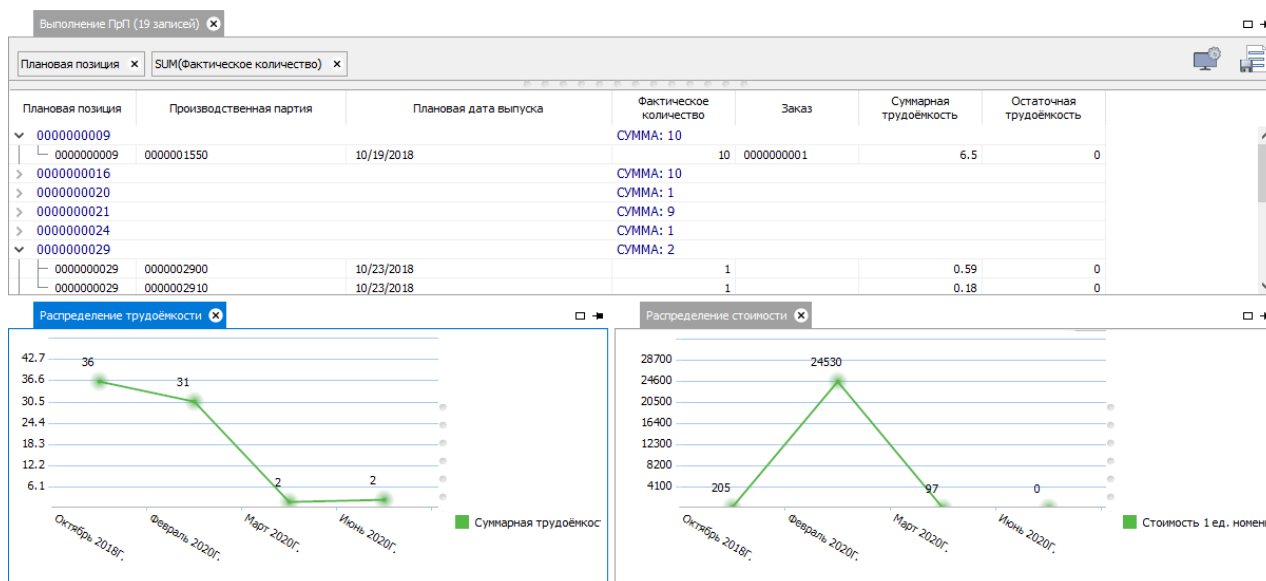 Выполнение ПрП (19 записей)
Плановая позиция SUM(Фактическое количество)
Плановая позиция Производственная партия Плановая дата выпуска Фактическое количество Заказ Суммарная трудоёмкость Остаточная трудоёмкость
0000000009 СУММА: 10
0000000009 0000001550 10/19/2018 10 0000000001 6.5 0
0000000016 СУММА: 10
0000000020 СУММА: 1
0000000021 СУММА: 9
0000000024 СУММА: 1
0000000029 СУММА: 2
0000000029 0000002900 10/23/2018 1 0.59 0
0000000029 0000002910 10/23/2018 1 0.18 0
Распределение трудоёмкости
42.7
36.6
30.5
24.4
18.3
12.2
6.1
36
31
2
2
Октябрь 2018Г.
Февраль 2020Г.
Март 2020Г.
Июнь 2020Г.
Суммарная трудоёмкос
Распределение стоимости
28700
24600
20500
16400
12300
8200
4100
205
24530
97
0
Октябрь 2018Г.
Февраль 2020Г.
Март 2020Г.
Июнь 2020Г.
Стоимость 1 ед. номен